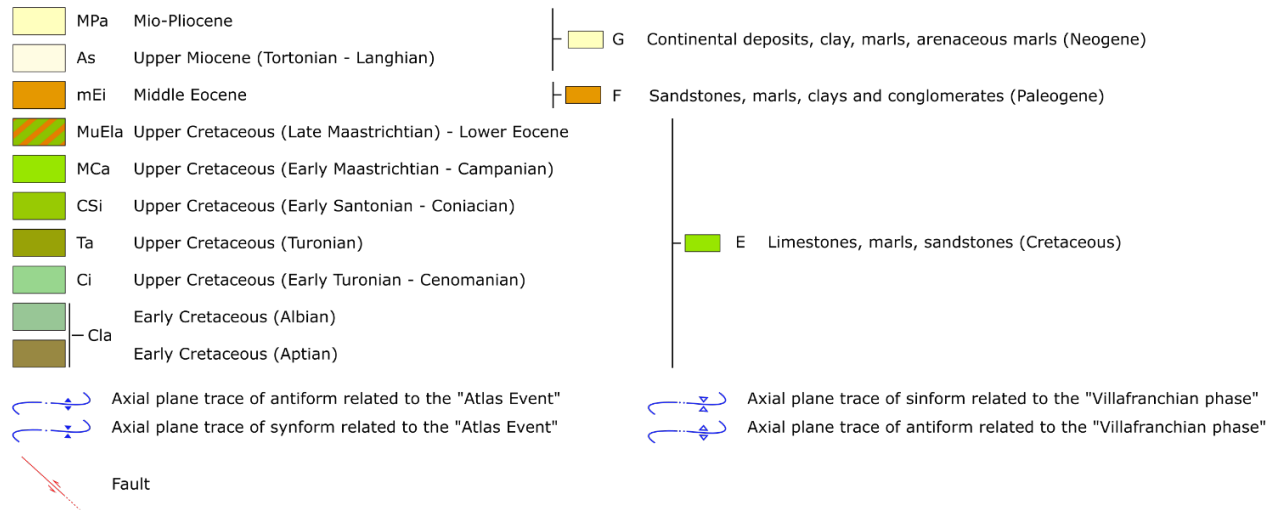 MPa Mio-Pliocene
As Upper Miocene (Tortonian - Langhian)
G Continental deposits, clay, marls, arenaceous marls (Neogene)
mEi Middle Eocene
F Sandstones, marls, clays and conglomerates (Paleogene)
MuEla Upper Cretaceous (Late Maastrichtian) - Lower Eocene
MCa Upper Cretaceous (Early Maastrichtian - Campanian)
CSi Upper Cretaceous (Early Santonian - Coniacian)
Ta Upper Cretaceous (Turonian)
E Limestones, marls, sandstones (Cretaceous)
Ci Upper Cretaceous (Early Turonian - Cenomanian)
Early Cretaceous (Albian)
Cla
Early Cretaceous (Aptian)
Axial plane trace of antiform related to the "Atlas Event"
Axial plane trace of sinform related to the "Villafranchian phase"
Axial plane trace of synform related to the "Atlas Event"
Axial plane trace of antiform related to the "Villafranchian phase"
Fault